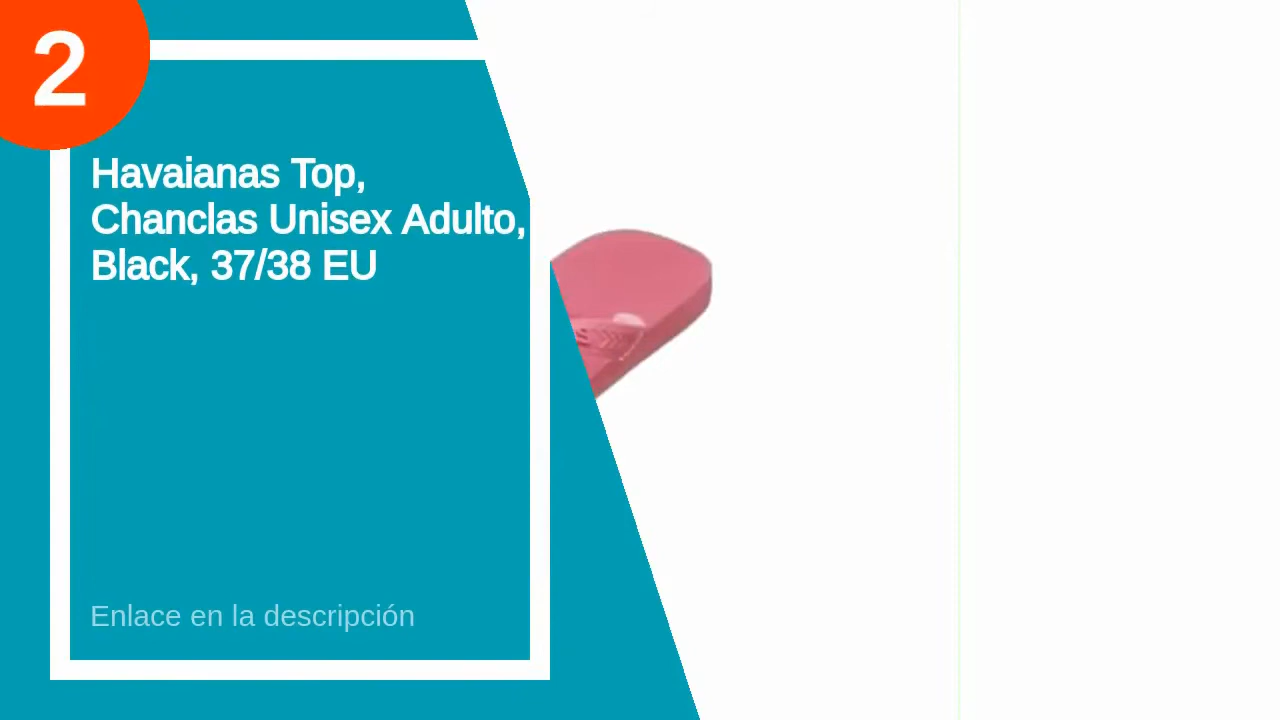 2
Havaianas Top,
Chanclas Unisex Adulto,
Black, 37/38 EU
Enlace en la descripción